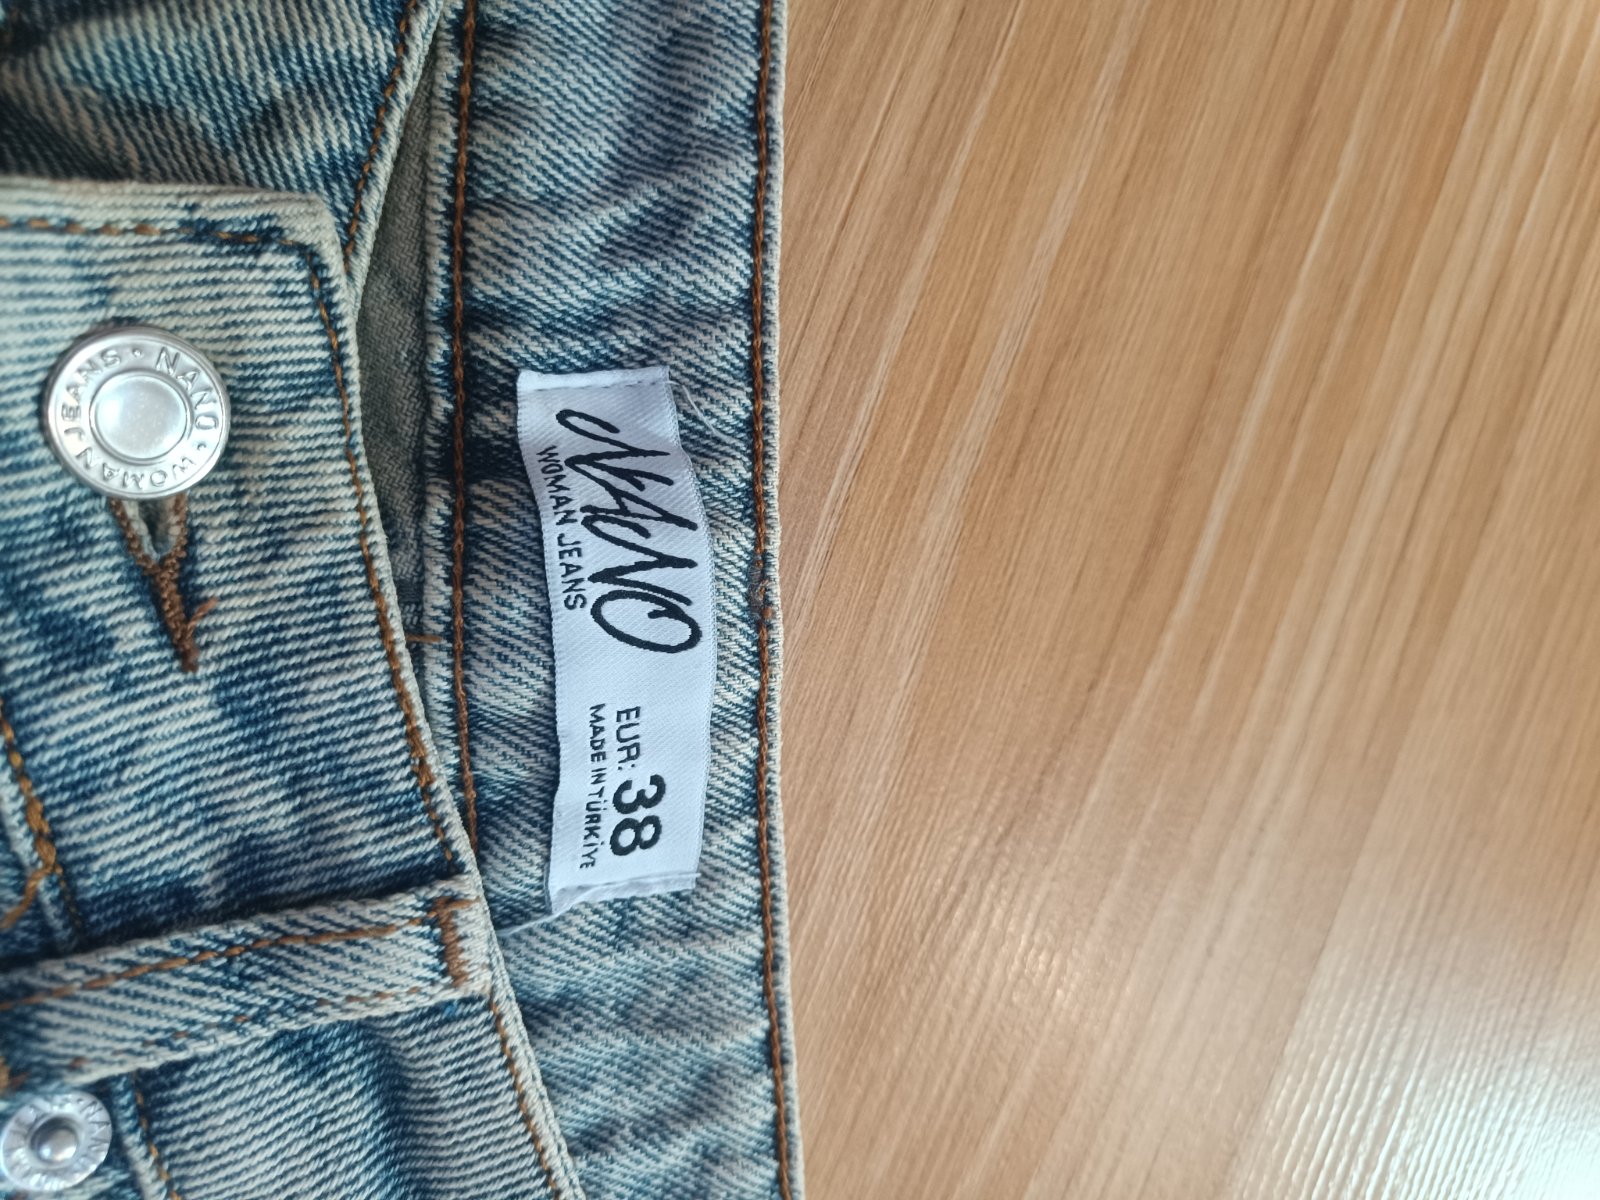 NANO
WOMAN JEANS
EUR: 38
MADE IN TÜRKİYE
NANO · WOMAN JEANS ·